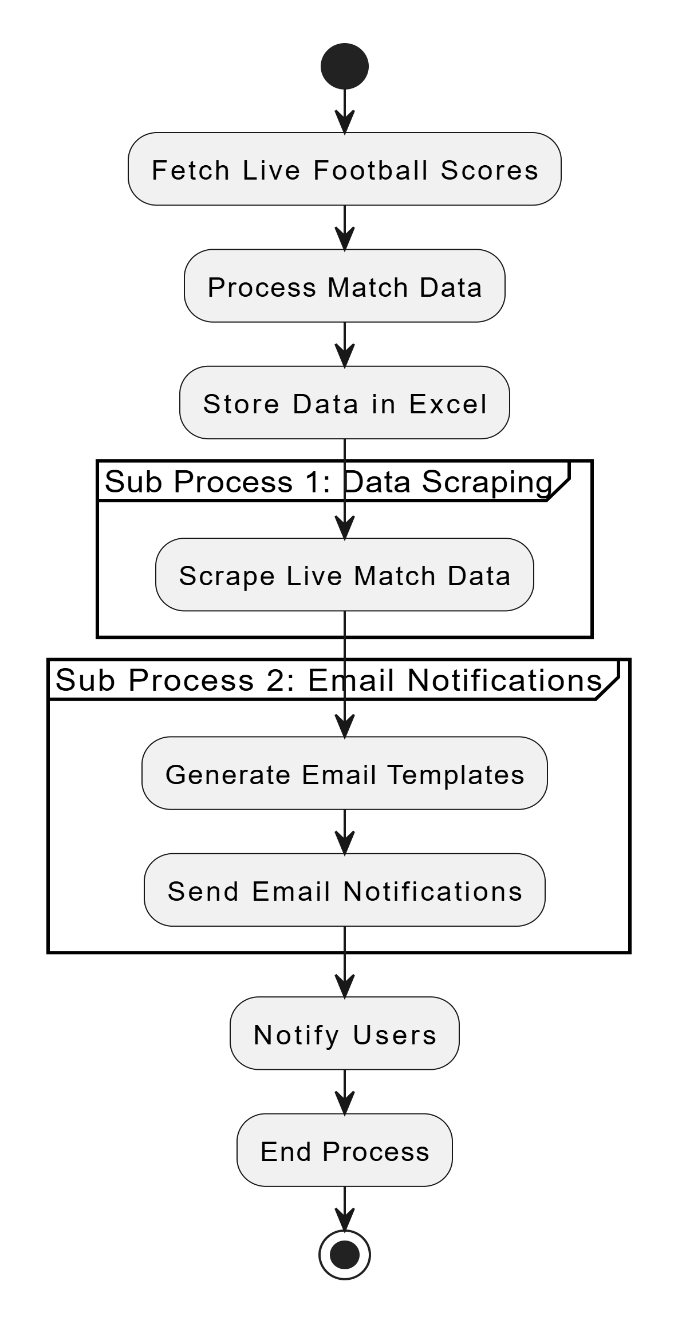 Fetch Live Football Scores
Process Match Data
Store Data in Excel
Sub Process 1: Data Scraping
Scrape Live Match Data
Sub Process 2: Email Notifications
Generate Email Templates
Send Email Notifications
Notify Users
End Process